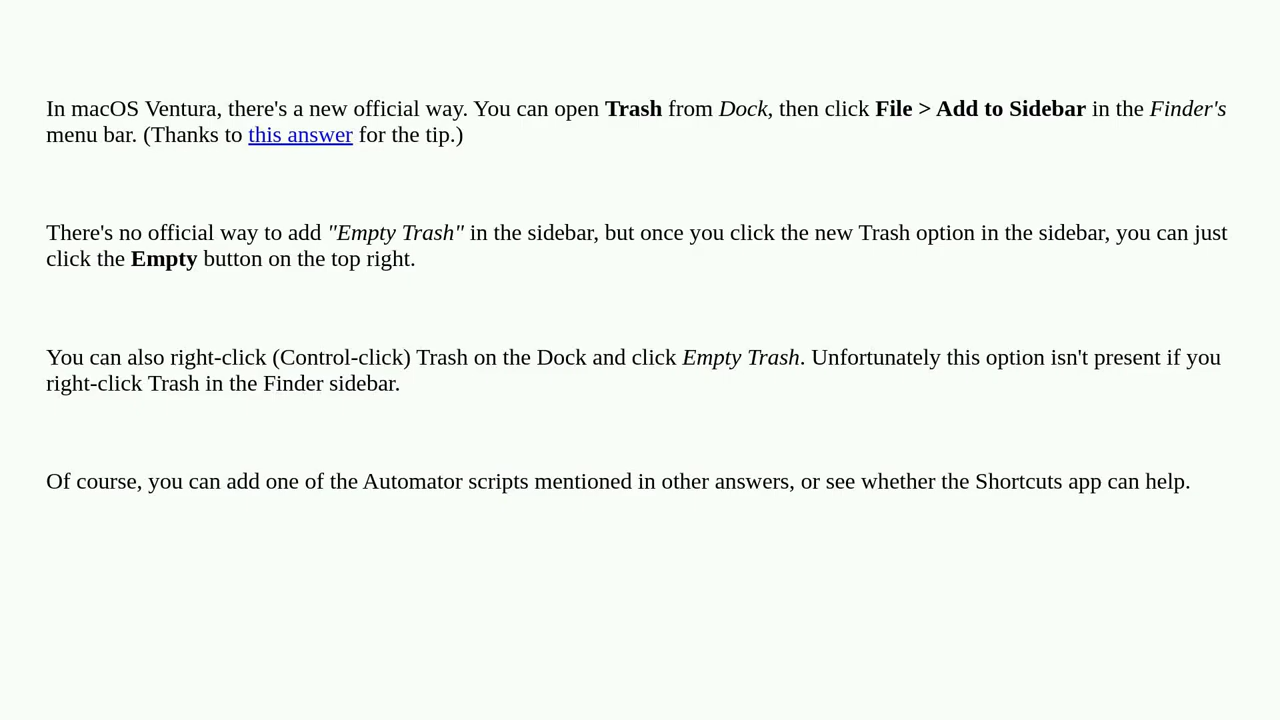 In macOS Ventura, there's a new official way. You can open Trash from Dock, then click File > Add to Sidebar in the Finder's
menu bar. (Thanks to this answer for the tip.)
There's no official way to add "Empty Trash" in the sidebar, but once you click the new Trash option in the sidebar, you can just
click the Empty button on the top right.
You can also right-click (Control-click) Trash on the Dock and click Empty Trash. Unfortunately this option isn't present if you
right-click Trash in the Finder sidebar.
Of course, you can add one of the Automator scripts mentioned in other answers, or see whether the Shortcuts app can help.